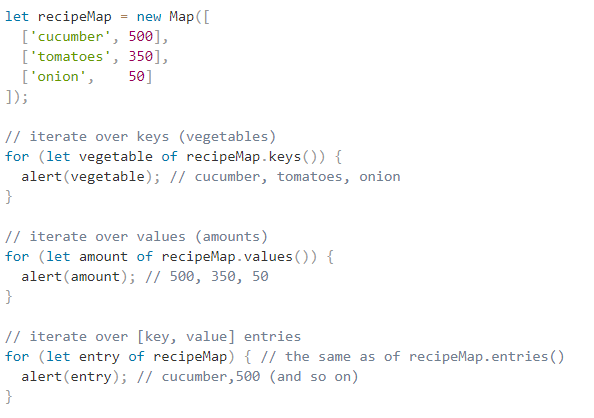 let recipeMap = new Map([
  ['cucumber', 500],
  ['tomatoes', 350],
  ['onion',    50]
]);

// iterate over keys (vegetables)
for (let vegetable of recipeMap.keys()) {
  alert(vegetable); // cucumber, tomatoes, onion
}

// iterate over values (amounts)
for (let amount of recipeMap.values()) {
  alert(amount); // 500, 350, 50
}

// iterate over [key, value] entries
for (let entry of recipeMap) { // the same as of recipeMap.entries()
  alert(entry); // cucumber,500 (and so on)
}